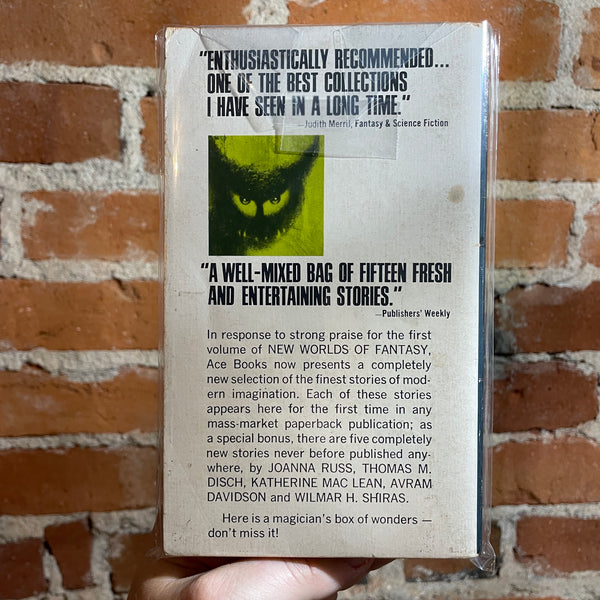 "ENTHUSIASTICALLY RECOMMENDED...
ONE OF THE BEST COLLECTIONS
I HAVE SEEN IN A LONG TIME."
—Judith Merril, Fantasy & Science Fiction
"A WELL-MIXED BAG OF FIFTEEN FRESH
AND ENTERTAINING STORIES."
—Publishers' Weekly
In response to strong praise for the first
volume of NEW WORLDS OF FANTASY,
Ace Books now presents a completely
new selection of the finest stories of mod-
ern imagination. Each of these stories
appears here for the first time in any
mass-market paperback publication; as
a special bonus, there are five completely
new stories never before published any-
where, by JOANNA RUSS, THOMAS M.
DISCH, KATHERINE MAC LEAN, AVRAM
DAVIDSON and WILMAR H. SHIRAS.
Here is a magician's box of wonders —
don't miss it!